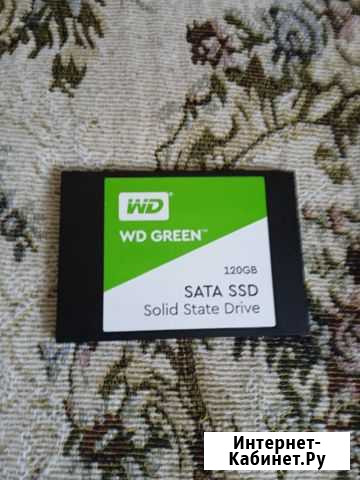 WD®
WD GREEN™
120GB
SATA SSD
Solid State Drive
Интернет-
Кабинет.Ру